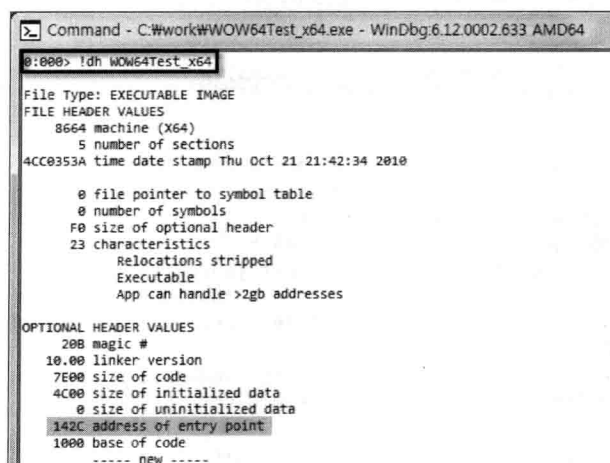 Command - C:₩work₩WOW64Test_x64.exe - WinDbg:6.12.0002.633 AMD64
0:000> !dh WOW64Test_x64
File Type: EXECUTABLE IMAGE
FILE HEADER VALUES
8664 machine (X64)
5 number of sections
4CC0353A time date stamp Thu Oct 21 21:42:34 2010
0 file pointer to symbol table
0 number of symbols
F0 size of optional header
23 characteristics
Relocations stripped
Executable
App can handle >2gb addresses
OPTIONAL HEADER VALUES
20B magic #
10.00 linker version
7E00 size of code
4C00 size of initialized data
0 size of uninitialized data
142C address of entry point
1000 base of code
----- new -----